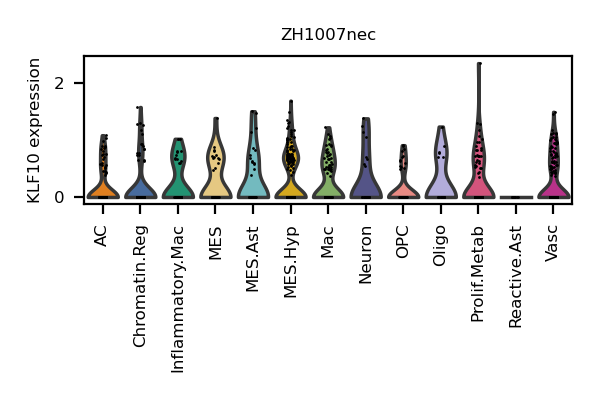 ZH1007nec
KLF10 expression
2
0
AC
Chromatin.Reg
Inflammatory.Mac
MES
MES.Ast
MES.Hyp
Mac
Neuron
OPC
Oligo
Prolif.Metab
Reactive.Ast
Vasc